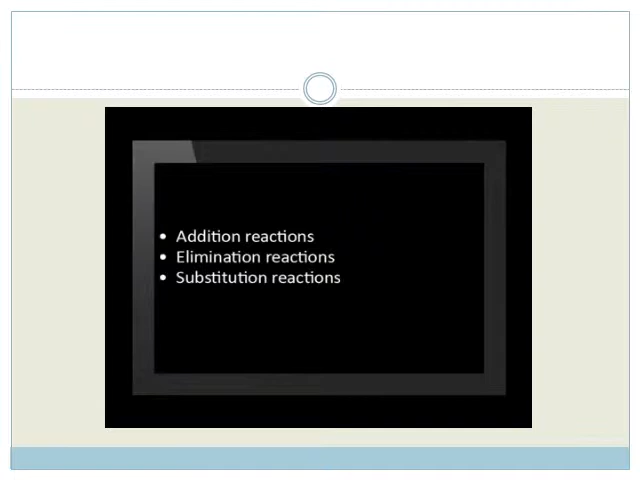 • Addition reactions
• Elimination reactions
• Substitution reactions